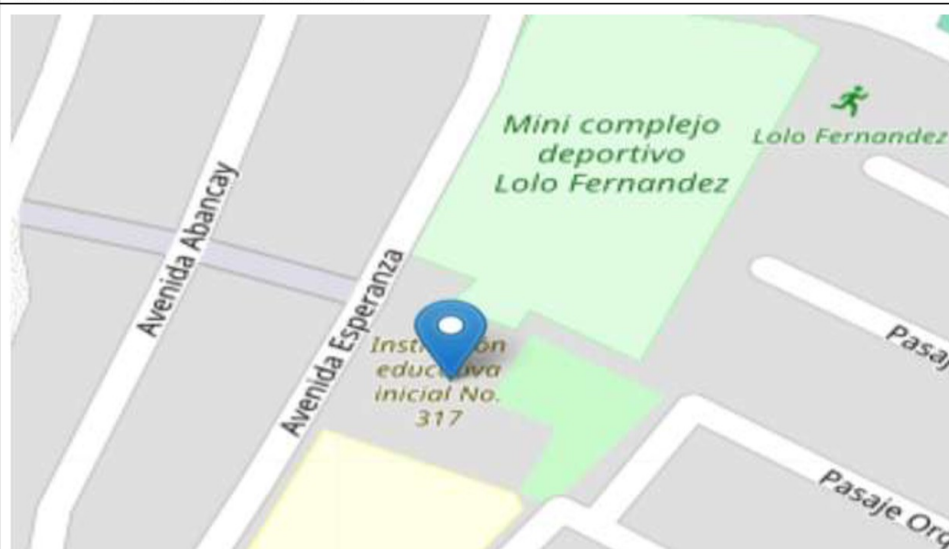 Mini complejo
deportivo
Lolo Fernandez
Lolo Fernandez
Avenida Abancay
Avenida Esperanza
inicial No.
317
Pasaje